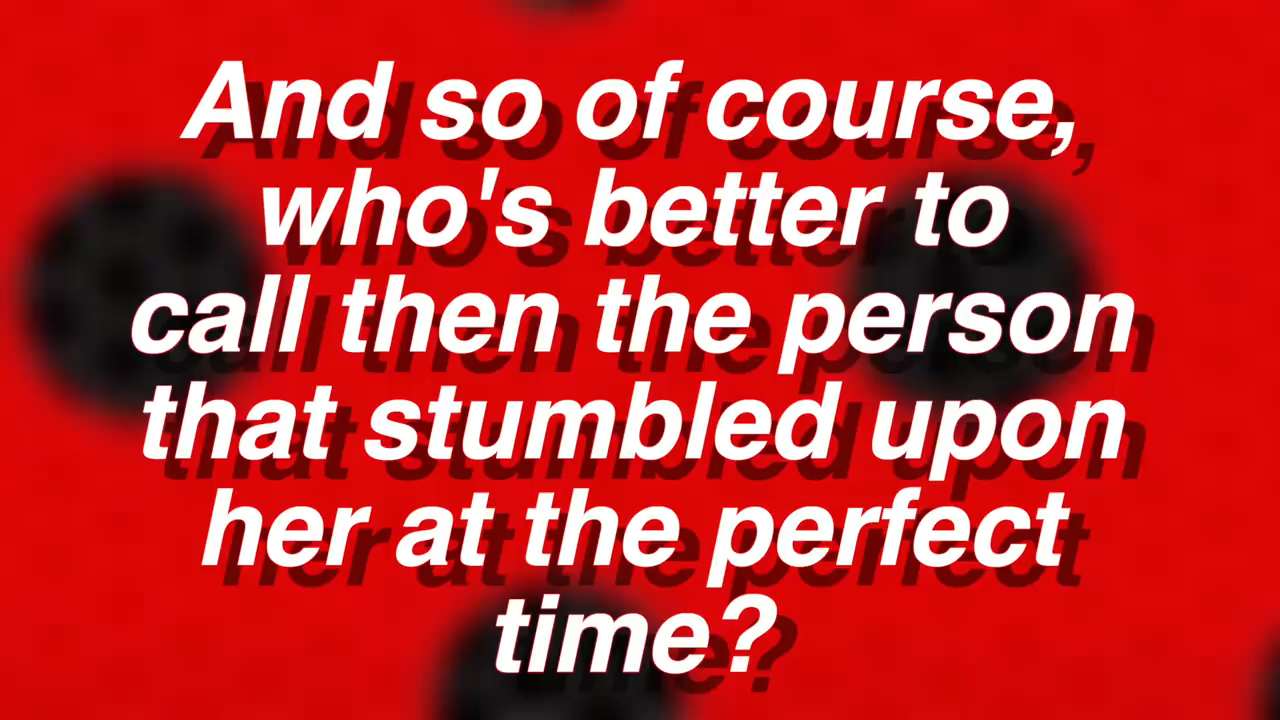 And so of course,
who's better to
call then the person
that stumbled upon
her at the perfect
time?